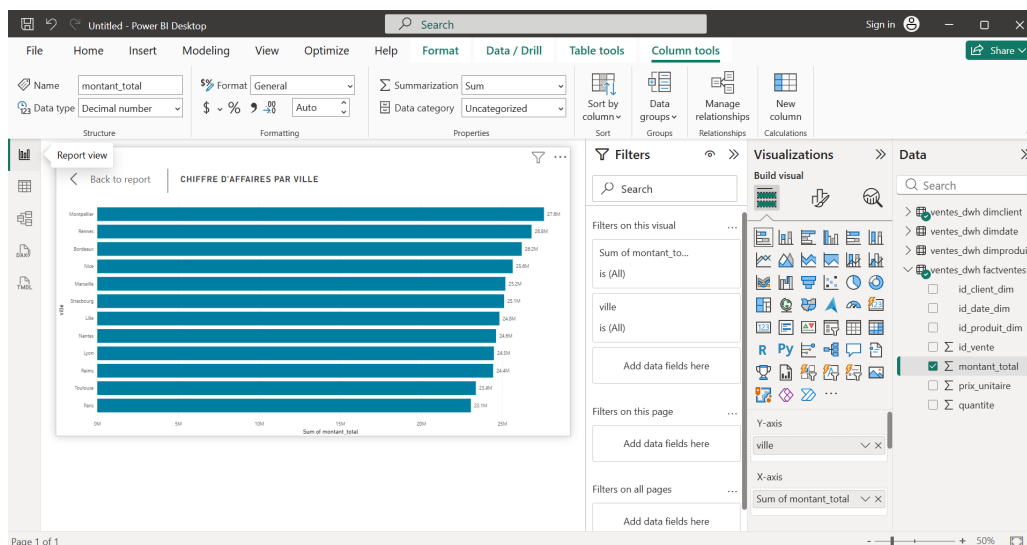 Untitled - Power BI Desktop
Search
Sign in
File Home Insert Modeling View Optimize Help Format Data / Drill Table tools Column tools
Share
Name montant_total
Data type Decimal number
Structure
Format General
$ % Auto
Formatting
Summarization Sum
Data category Uncategorized
Properties
Sort by
column
Sort
Data
groups
Groups
Manage
relationships
Relationships
New
column
Calculations
Report view
DAX
TMDL
Back to report
CHIFFRE D'AFFAIRES PAR VILLE
ville
Montpellier 27.6M
Rennes 26.8M
Bordeaux 26.2M
Nice 25.6M
Marseille 25.2M
Strasbourg 25.1M
Lille 24.8M
Nantes 24.6M
Lyon 24.5M
Reims 24.4M
Toulouse 23.4M
Paris 23.1M
0M 5M 10M 15M 20M 25M
Sum of montant_total
Filters
Search
Filters on this visual ...
Sum of montant_to...
is (All)
ville
is (All)
Add data fields here
Filters on this page ...
Add data fields here
Filters on all pages ...
Add data fields here
Visualizations
Build visual
123
R Py
...
Y-axis
ville
X-axis
Sum of montant_total
Data
Search
ventes_dwh dimclient
ventes_dwh dimdate
ventes_dwh dimprodui
ventes_dwh factventes
id_client_dim
id_date_dim
id_produit_dim
id_vente
montant_total
prix_unitaire
quantite
Page 1 of 1
- + 50%